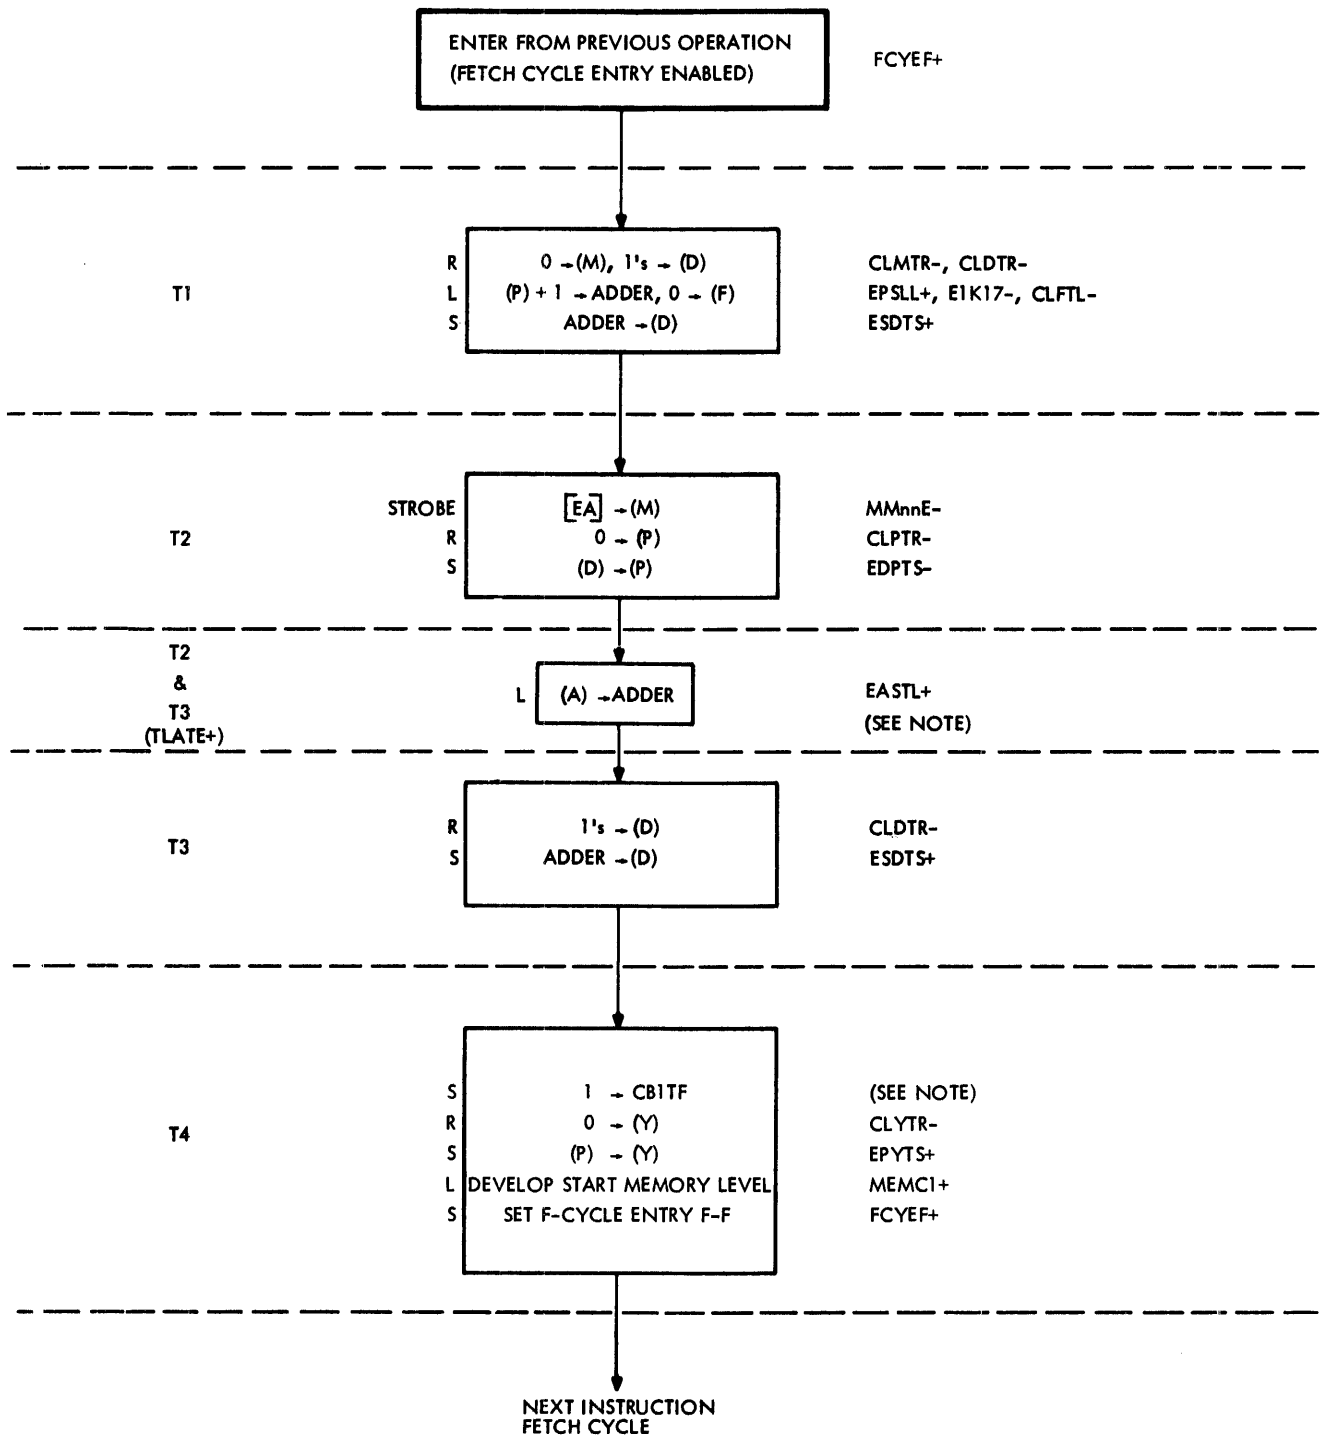 ENTER FROM PREVIOUS OPERATION
(FETCH CYCLE ENTRY ENABLED)
FCYEF+
T1
R 0 → (M), 1's → (D) CLMTR-, CLDTR-
L (P) + 1 → ADDER, 0 → (F) EPSLL+, E1K17-, CLFTL-
S ADDER → (D) ESDTS+
T2
STROBE [EA] → (M) MMnnE-
R 0 → (P) CLPTR-
S (D) → (P) EDPTS-
T2
&
T3
(TLATE+)
L (A) → ADDER EASTL+
(SEE NOTE)
T3
R 1's → (D) CLDTR-
S ADDER → (D) ESDTS+
T4
S 1 → CB1TF (SEE NOTE)
R 0 → (Y) CLYTR-
S (P) → (Y) EPYTS+
L DEVELOP START MEMORY LEVEL MEMC1+
S SET F-CYCLE ENTRY F-F FCYEF+
NEXT INSTRUCTION
FETCH CYCLE